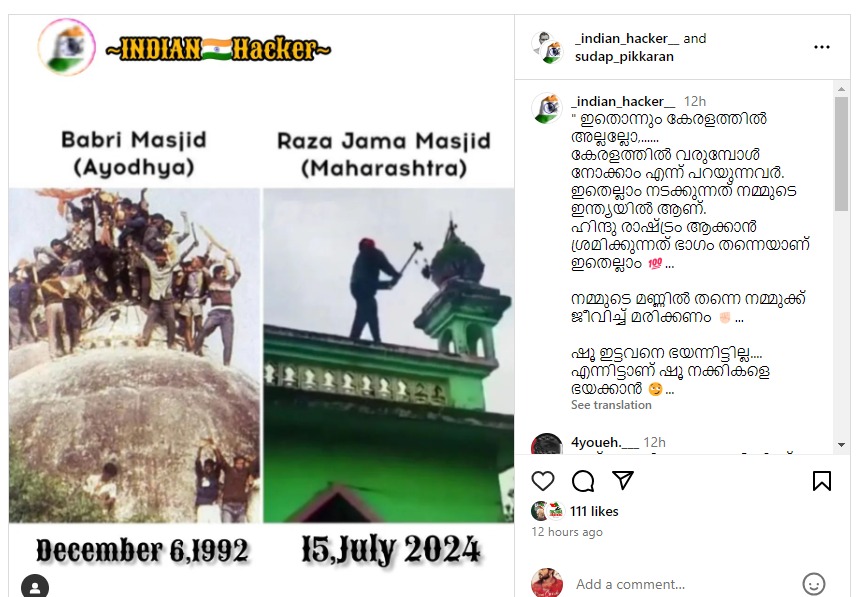 ~INDIAN Hacker~
Babri Masjid
(Ayodhya)
Raza Jama Masjid
(Maharashtra)
December 6,1992
15,July 2024
_indian_hacker__ and
sudap_pikkaran
_indian_hacker__ 12h
" ഇതൊന്നും കേരളത്തിൽ
അല്ലല്ലോ,......
കേരളത്തിൽ വരുമ്പോൾ
നോക്കാം എന്ന് പറയുന്നവർ.
ഇതെല്ലാം നടക്കുന്നത് നമ്മുടെ
ഇന്ത്യയിൽ ആണ്.
ഹിന്ദു രാഷ്ട്രം ആക്കാൻ
ശ്രമിക്കുന്നത് ഭാഗം തന്നെയാണ്
ഇതെല്ലാം 💯 ...
നമ്മുടെ മണ്ണിൽ തന്നെ നമുക്ക്
ജീവിച്ച് മരിക്കണം ✊🏻 ...
ഷൂ ഇട്ടവനെ ഭയന്നിട്ടില്ല....
എന്നിട്ടാണ് ഷൂ നക്കികളെ
ഭയക്കാൻ 😏 ...
See translation
4youeh.___ 12h
111 likes
12 hours ago
Add a comment...